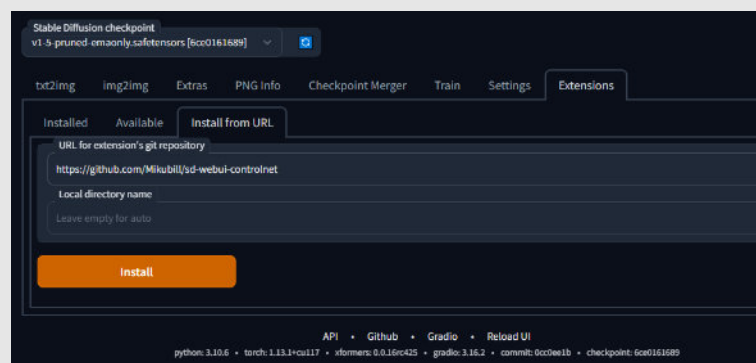 Stable Diffusion checkpoint
v1-5-pruned-emaonly.safetensors [6ce0161689]
txt2img img2img Extras PNG Info Checkpoint Merger Train Settings Extensions
Installed Available Install from URL
URL for extension's git repository
https://github.com/Mikubill/sd-webui-controlnet
Local directory name
Leave empty for auto
Install
API • Github • Gradio • Reload UI
python: 3.10.6 • torch: 1.13.1+cu117 • xformers: 0.0.16rc425 • gradio: 3.16.2 • commit: 0cc0ee1b • checkpoint: 6ce0161689